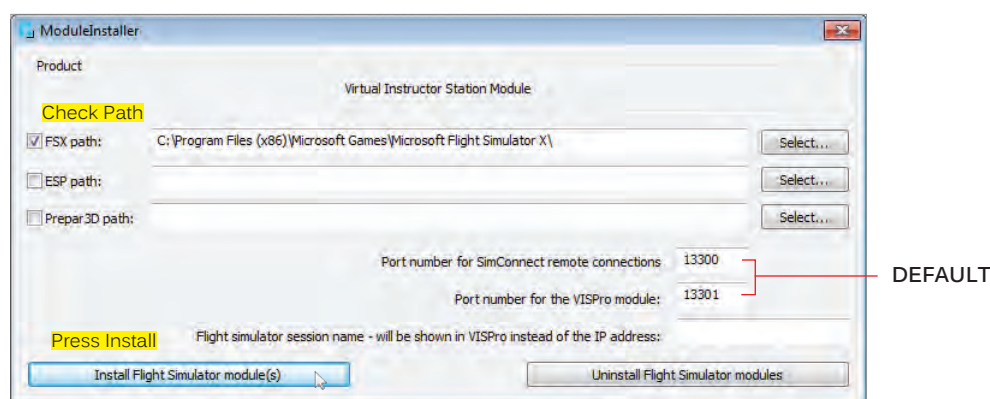 ModuleInstaller
Product
Virtual Instructor Station Module
Check Path
FSX path: C:\Program Files (x86)\Microsoft Games\Microsoft Flight Simulator X\ Select...
ESP path: Select...
Prepar3D path: Select...
Port number for SimConnect remote connections 13300
DEFAULT
Port number for the VISPro module: 13301
Press Install
Flight simulator session name - will be shown in VISPro instead of the IP address:
Install Flight Simulator module(s) Uninstall Flight Simulator modules